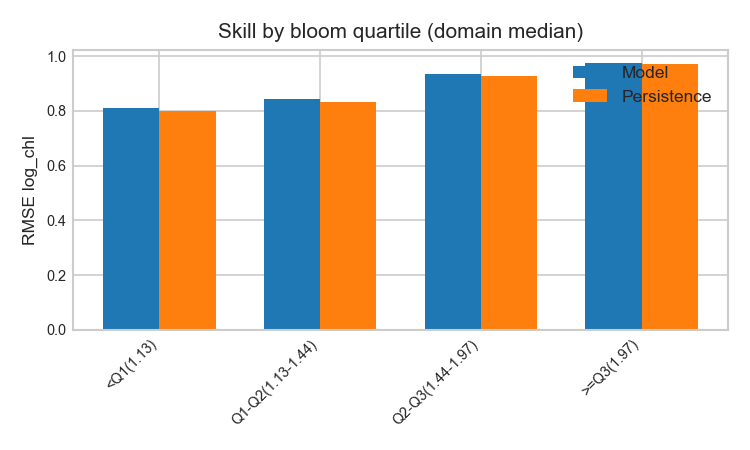 Skill by bloom quartile (domain median)
RMSE log_chl
1.0
0.8
0.6
0.4
0.2
0.0
Model
Persistence
<Q1(1.13)
Q1-Q2(1.13-1.44)
Q2-Q3(1.44-1.97)
>=Q3(1.97)